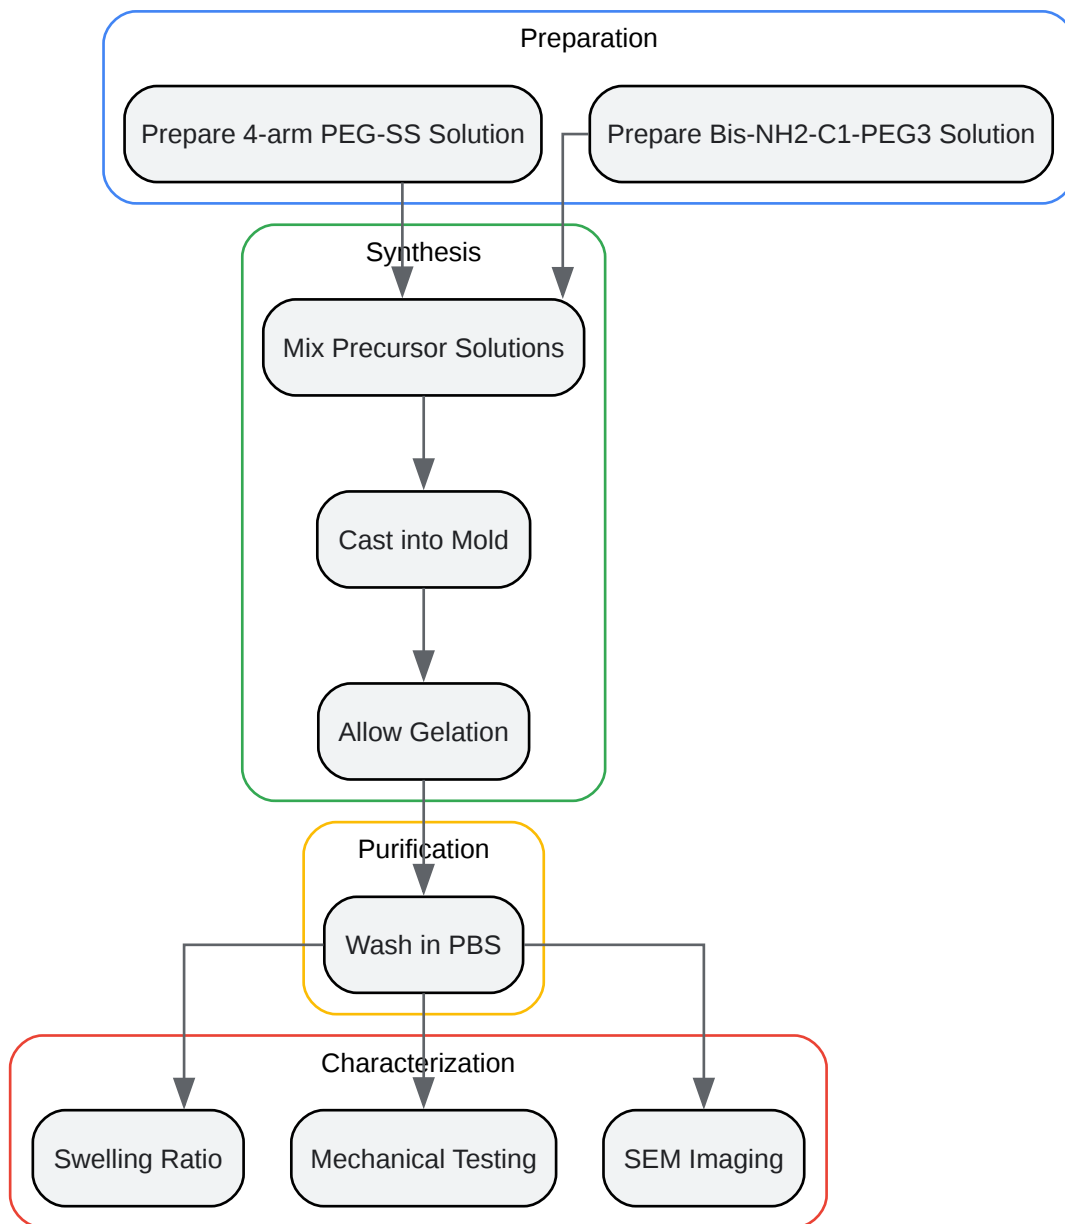 Preparation
Prepare 4-arm PEG-SS Solution
Prepare Bis-NH2-C1-PEG3 Solution
Synthesis
Mix Precursor Solutions
Cast into Mold
Allow Gelation
Purification
Wash in PBS
Characterization
Swelling Ratio
Mechanical Testing
SEM Imaging